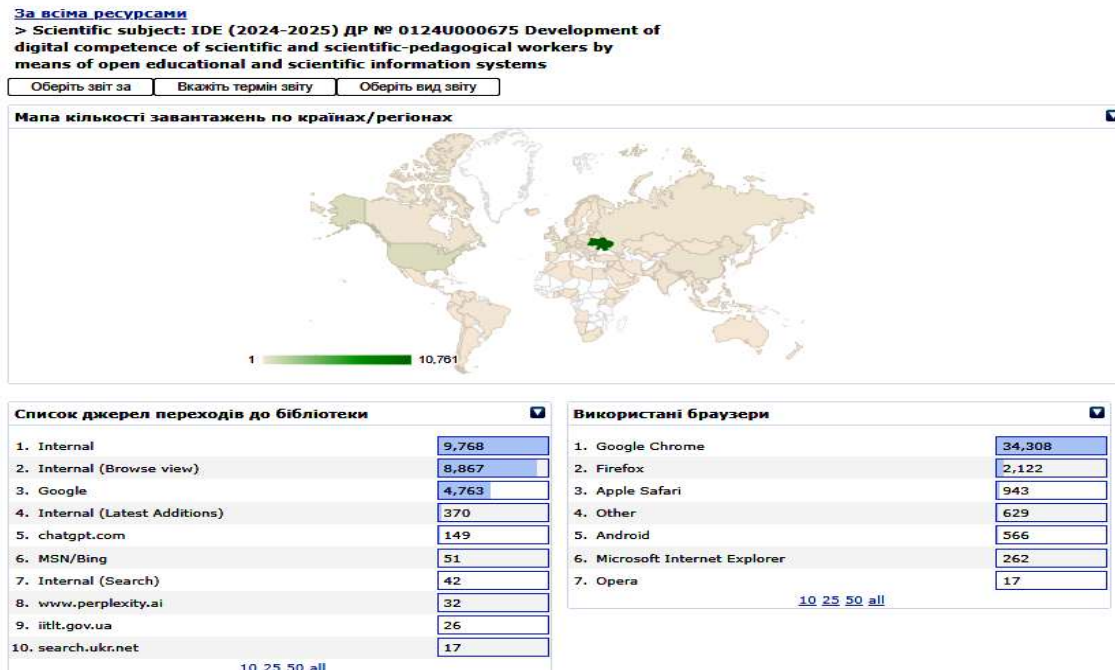 За всіма ресурсами
> Scientific subject: IDE (2024-2025) ДР № 0124U000675 Development of
digital competence of scientific and scientific-pedagogical workers by
means of open educational and scientific information systems
Оберіть звіт за Вкажіть термін звіту Оберіть вид звіту
Мапа кількості завантажень по країнах/регіонах
1 10,761
Список джерел переходів до бібліотеки
1. Internal 9,768
2. Internal (Browse view) 8,867
3. Google 4,763
4. Internal (Latest Additions) 370
5. chatgpt.com 149
6. MSN/Bing 51
7. Internal (Search) 42
8. www.perplexity.ai 32
9. iitlt.gov.ua 26
10. search.ukr.net 17
10 25 50 all
Використані браузери
1. Google Chrome 34,308
2. Firefox 2,122
3. Apple Safari 943
4. Other 629
5. Android 566
6. Microsoft Internet Explorer 262
7. Opera 17
10 25 50 all